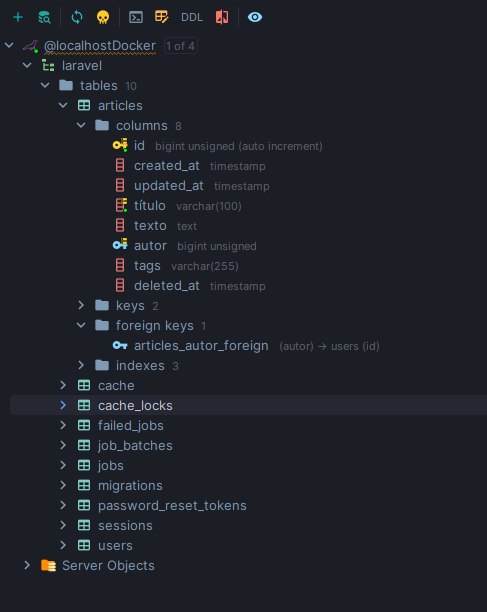 DDL
@localhostDocker 1 of 4
laravel
tables 10
articles
columns 8
id bigint unsigned (auto increment)
created_at timestamp
updated_at timestamp
título varchar(100)
texto text
autor bigint unsigned
tags varchar(255)
deleted_at timestamp
keys 2
foreign keys 1
articles_autor_foreign (autor) → users (id)
indexes 3
cache
cache_locks
failed_jobs
job_batches
jobs
migrations
password_reset_tokens
sessions
users
Server Objects